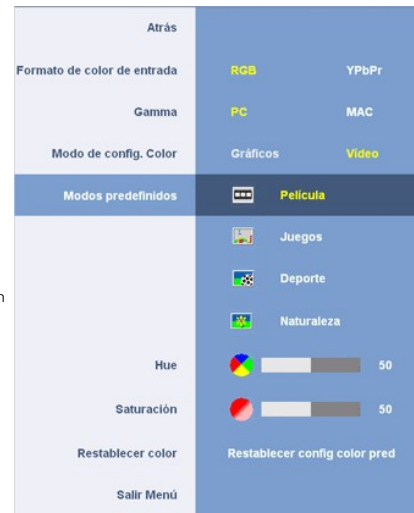 Atrás
Formato de color de entrada RGB YPbPr
Gamma PC MAC
Modo de config. Color Gráficos Video
Modos predefinidos Película
Juegos
Deporte
n
Naturaleza
Hue 50
Saturación 50
Restablecer color Restablecer config color pred
Salir Menú